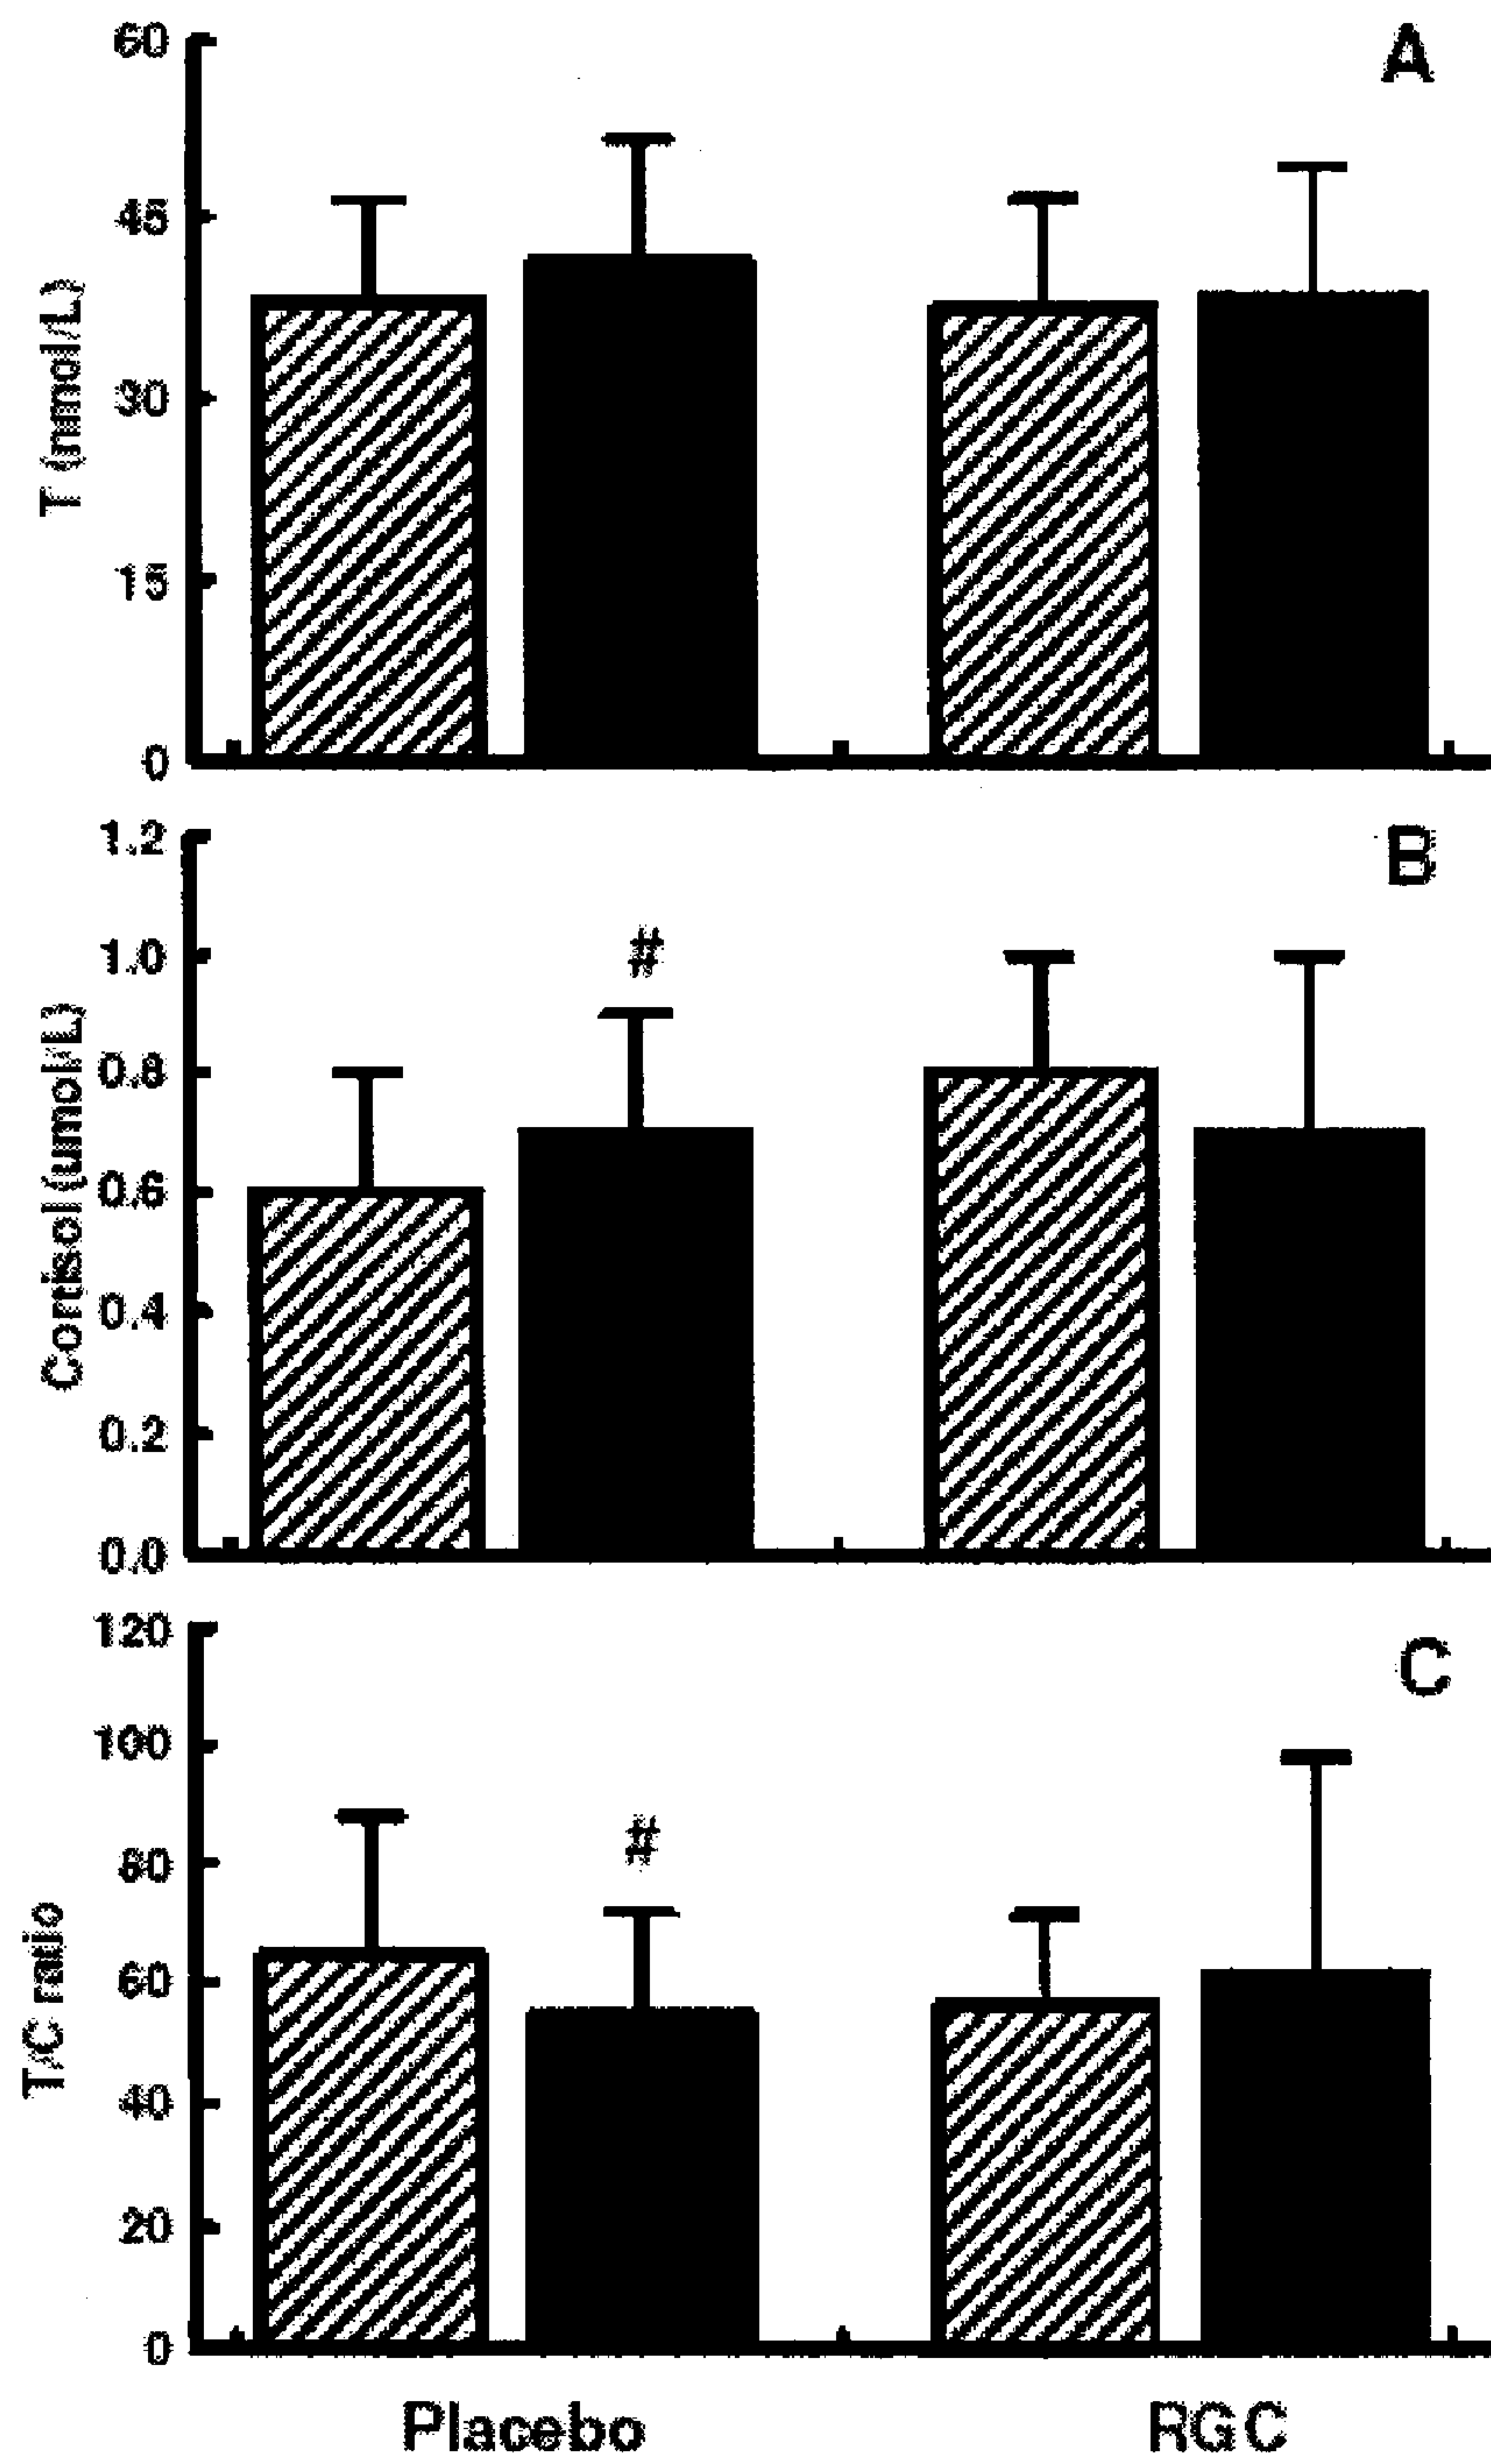 A
60
45
30
15
0
T (nmol/L)
B
1.2
1.0
0.8
0.6
0.4
0.2
0.0
Cortisol (umol/L)
#
C
120
100
80
60
40
20
0
T/C ratio
#
Placebo
RGC